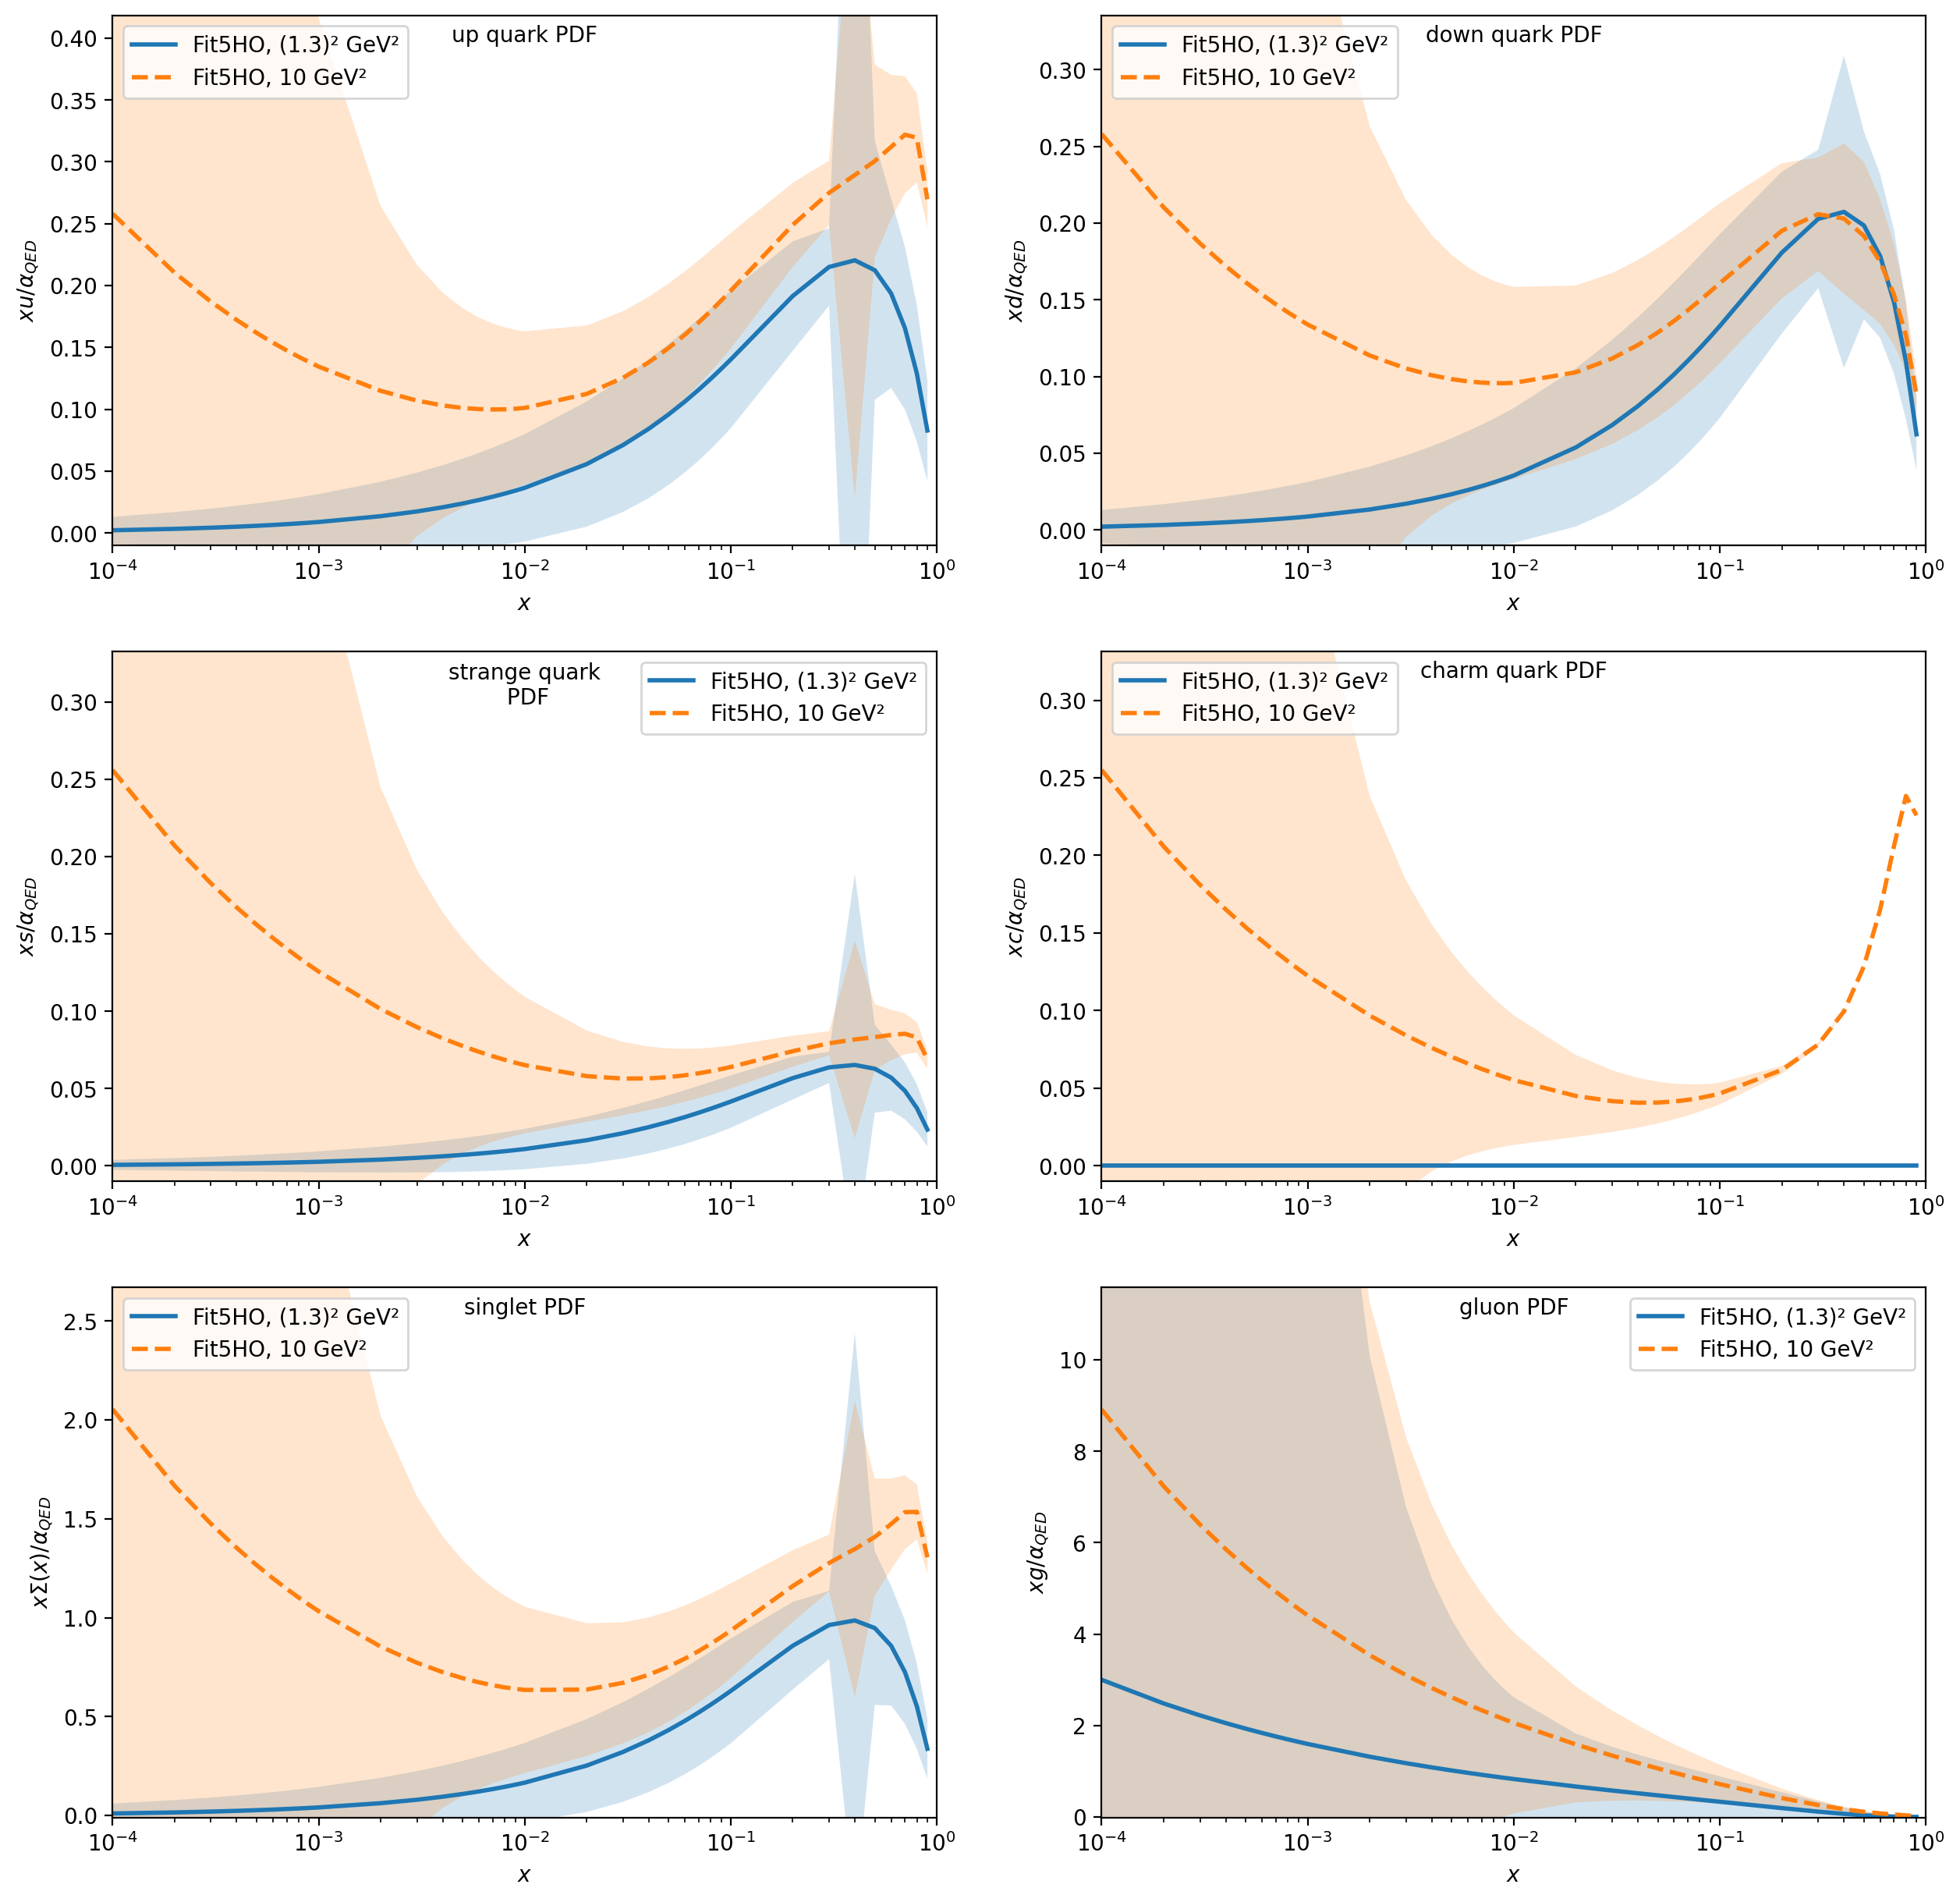 up quark PDF
Fit5HO, (1.3)² GeV²
Fit5HO, 10 GeV²
xu/α_QED
0.40
0.35
0.30
0.25
0.20
0.15
0.10
0.05
0.00
10⁻⁴ 10⁻³ 10⁻² 10⁻¹ 10⁰
x
down quark PDF
Fit5HO, (1.3)² GeV²
Fit5HO, 10 GeV²
xd/α_QED
0.30
0.25
0.20
0.15
0.10
0.05
0.00
10⁻⁴ 10⁻³ 10⁻² 10⁻¹ 10⁰
x
strange quark
PDF
Fit5HO, (1.3)² GeV²
Fit5HO, 10 GeV²
xs/α_QED
0.30
0.25
0.20
0.15
0.10
0.05
0.00
10⁻⁴ 10⁻³ 10⁻² 10⁻¹ 10⁰
x
charm quark PDF
Fit5HO, (1.3)² GeV²
Fit5HO, 10 GeV²
xc/α_QED
0.30
0.25
0.20
0.15
0.10
0.05
0.00
10⁻⁴ 10⁻³ 10⁻² 10⁻¹ 10⁰
x
singlet PDF
Fit5HO, (1.3)² GeV²
Fit5HO, 10 GeV²
xΣ(x)/α_QED
2.5
2.0
1.5
1.0
0.5
0.0
10⁻⁴ 10⁻³ 10⁻² 10⁻¹ 10⁰
x
gluon PDF
Fit5HO, (1.3)² GeV²
Fit5HO, 10 GeV²
xg/α_QED
10
8
6
4
2
0
10⁻⁴ 10⁻³ 10⁻² 10⁻¹ 10⁰
x